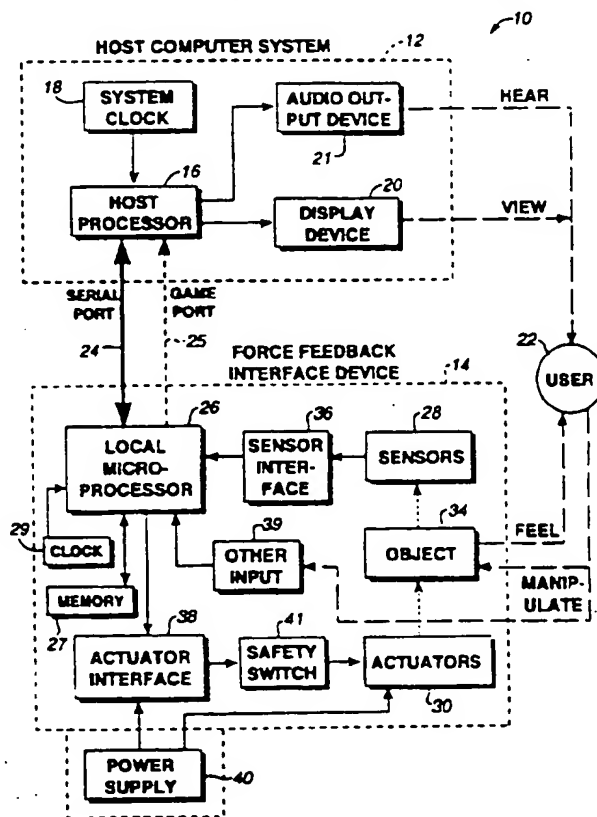 10
HOST COMPUTER SYSTEM
12
18
SYSTEM
CLOCK
AUDIO OUT-
PUT DEVICE
21
HEAR
16
HOST
PROCESSOR
20
DISPLAY
DEVICE
VIEW
SERIAL
PORT
GAME
PORT
24
25
FORCE FEEDBACK
INTERFACE DEVICE
14
22
USER
26
LOCAL
MICRO-
PROCESSOR
36
SENSOR
INTER-
FACE
28
SENSORS
29
CLOCK
39
OTHER
INPUT
34
OBJECT
FEEL
MANIP-
ULATE
MEMORY
27
38
ACTUATOR
INTERFACE
41
SAFETY
SWITCH
ACTUATORS
30
POWER
SUPPLY
40